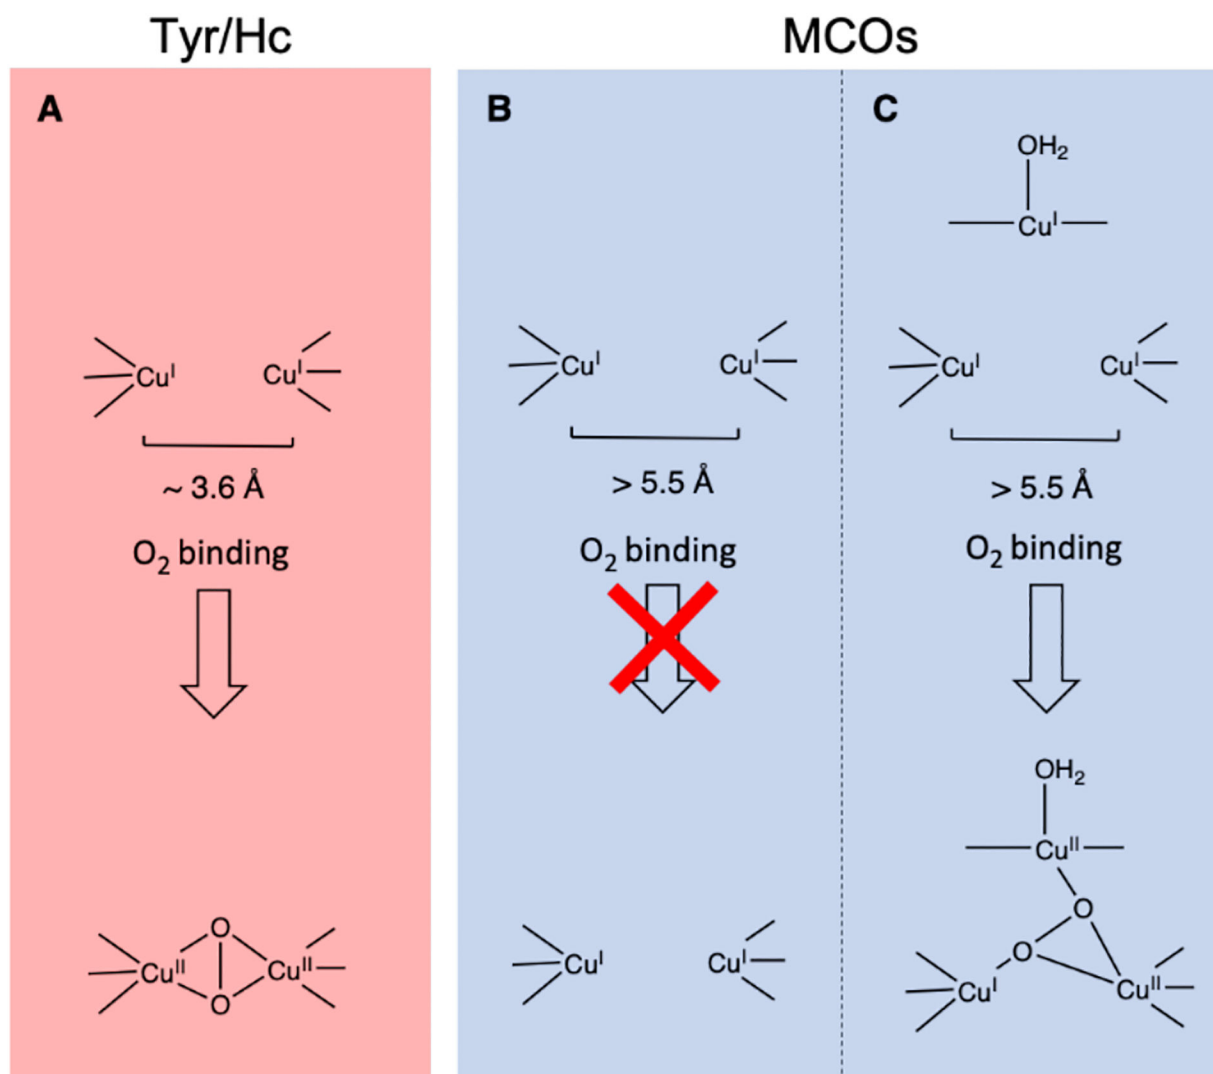 Tyr/Hc
MCOs
A
Cuᴵ Cuᴵ
~ 3.6 Å
O₂ binding
Cuᴵᴵ O O Cuᴵᴵ
B
Cuᴵ Cuᴵ
> 5.5 Å
O₂ binding
Cuᴵ Cuᴵ
C
OH₂
Cuᴵ
Cuᴵ Cuᴵ
> 5.5 Å
O₂ binding
OH₂
Cuᴵᴵ
O
O
Cuᴵ Cuᴵᴵ